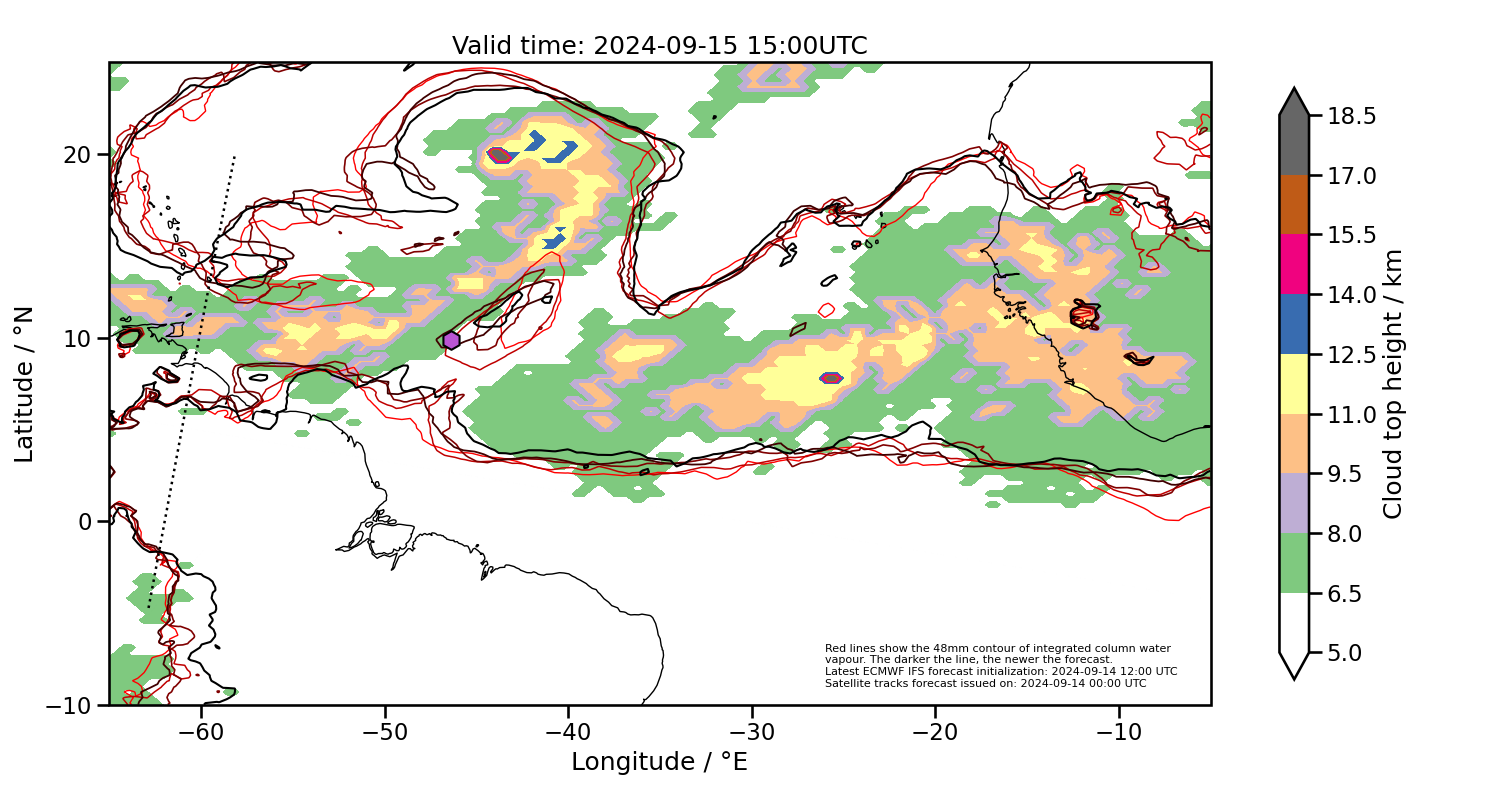 Valid time: 2024-09-15 15:00UTC
20
10
0
−10
Latitude / °N
−60
−50
−40
−30
−20
−10
Longitude / °E
Red lines show the 48mm contour of integrated column water
vapour. The darker the line, the newer the forecast.
Latest ECMWF IFS forecast initialization: 2024-09-14 12:00 UTC
Satellite tracks forecast issued on: 2024-09-14 00:00 UTC
18.5
17.0
15.5
14.0
12.5
11.0
9.5
8.0
6.5
5.0
Cloud top height / km